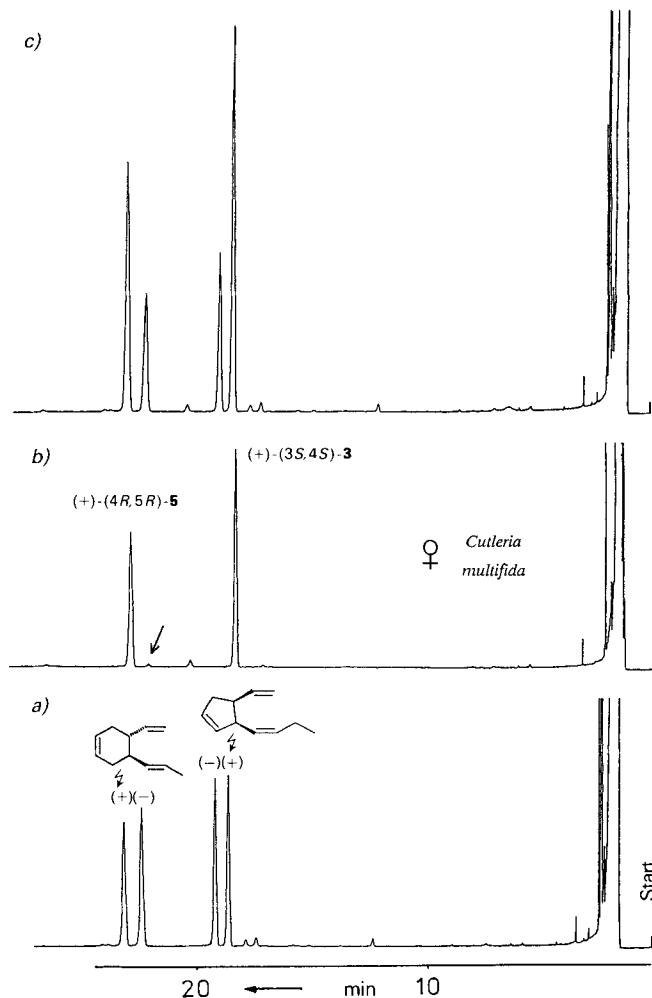 c)
b)
(+)-(3S,4S)-3
(+)-(4R,5R)-5
♀ Cutleria
multifida
a)
(−)(+)
(+)(−)
Start
20 ← min 10